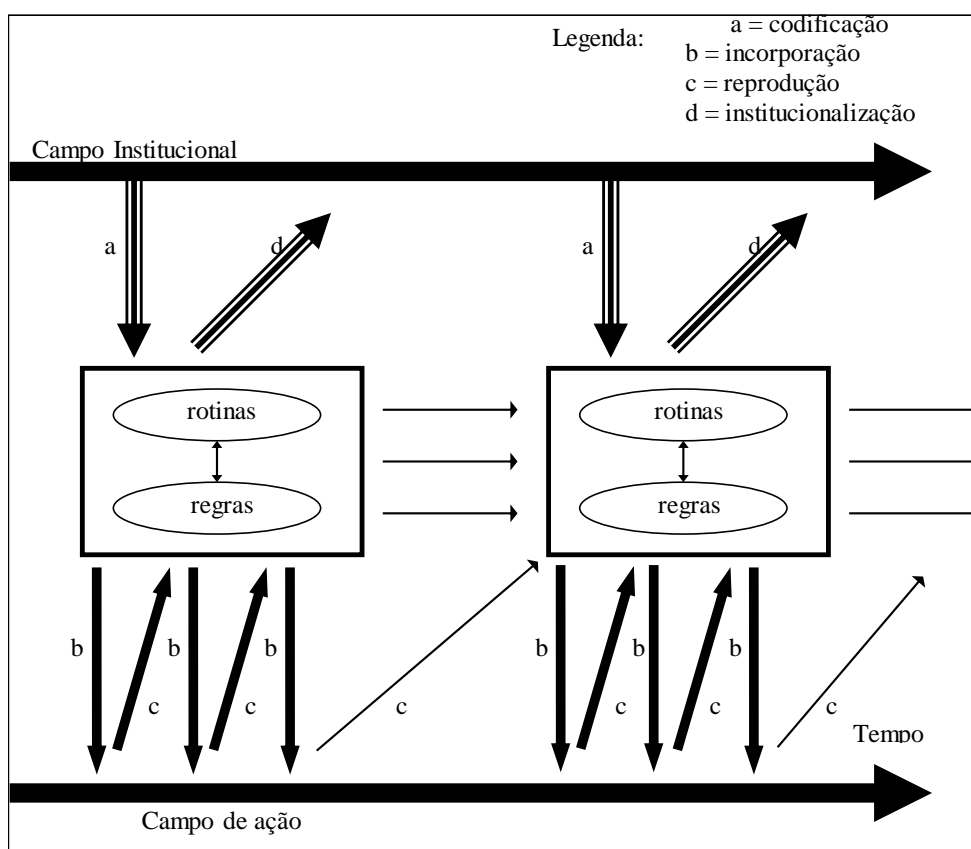 Legenda:
a = codificação
b = incorporação
c = reprodução
d = institucionalização
Campo Institucional
a
d
a
d
rotinas
rotinas
regras
regras
b
b
b
b
b
b
c
c
c
c
c
c
Tempo
Campo de ação